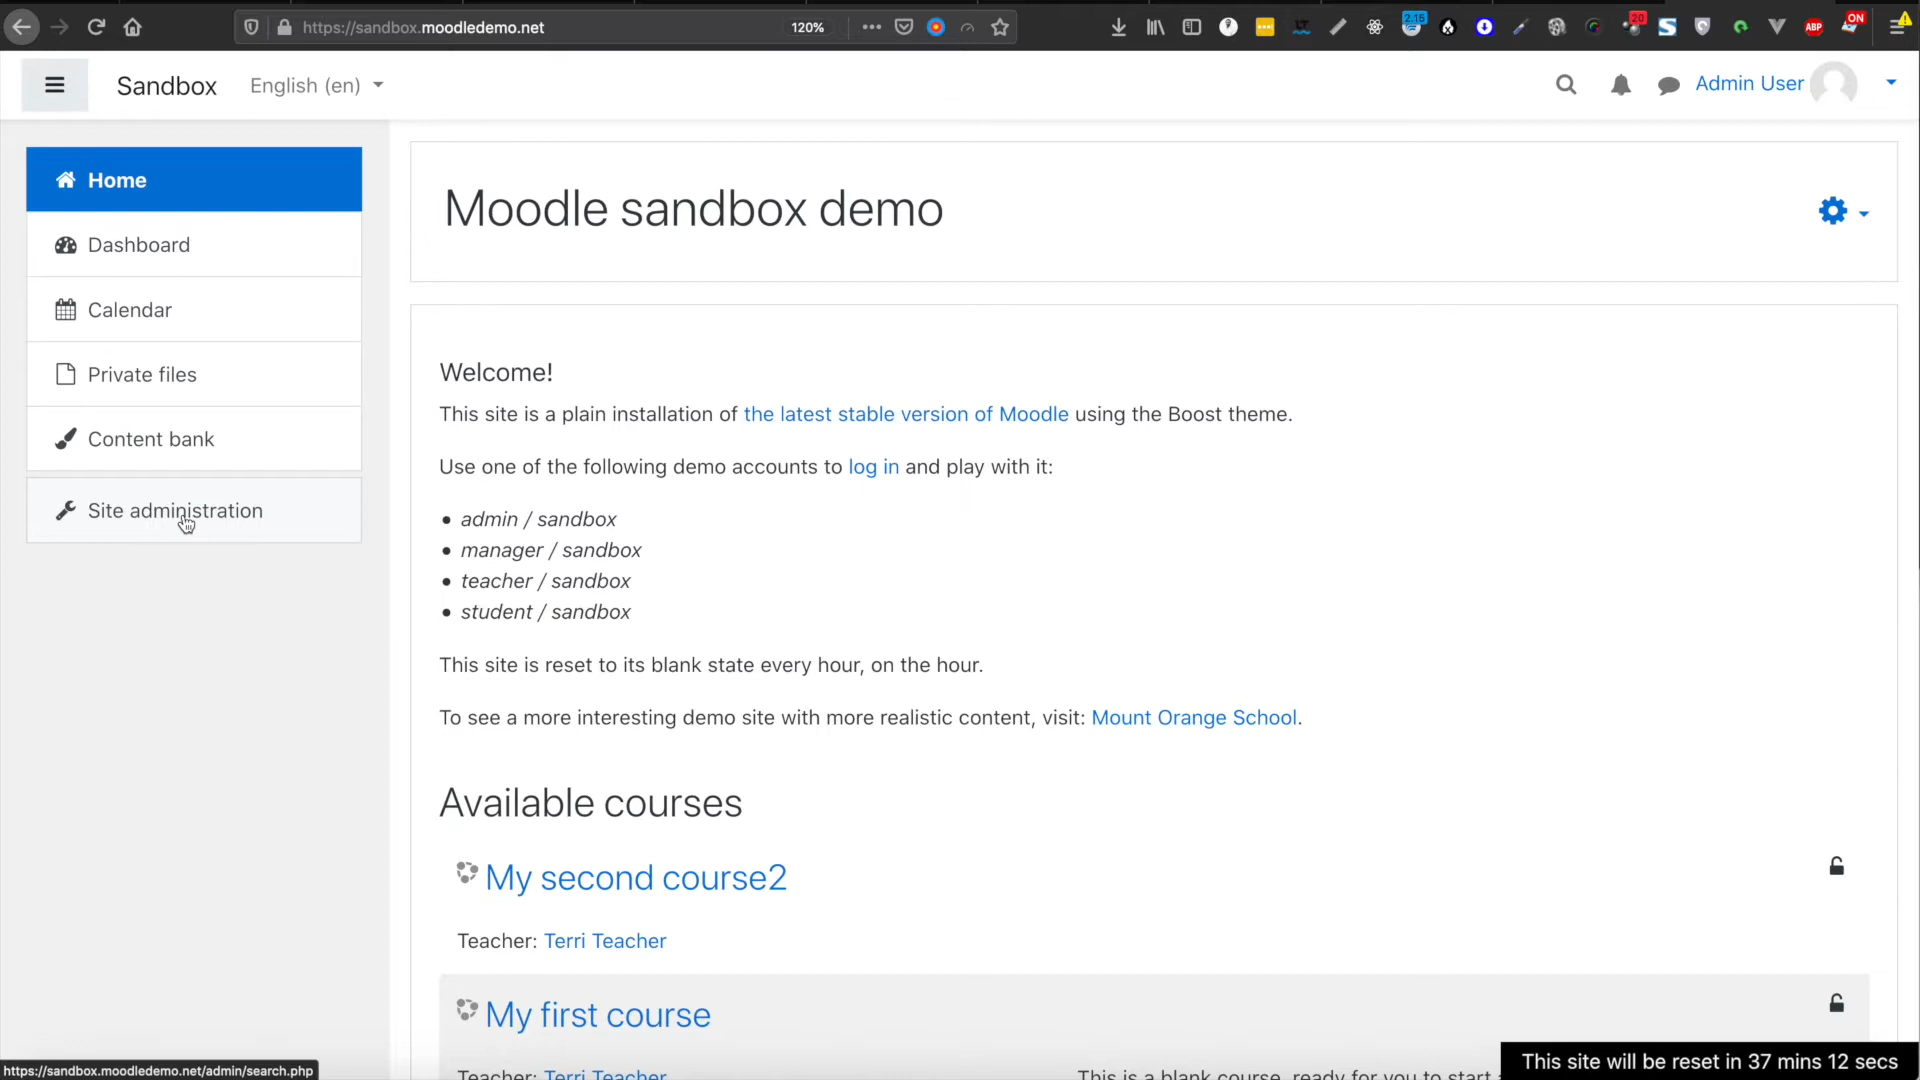 https://sandbox.moodledemo.net
120%
2.15
20
ABP
ON
Sandbox
English (en)
Admin User
Home
Dashboard
Calendar
Private files
Content bank
Site administration
Moodle sandbox demo
Welcome!
This site is a plain installation of the latest stable version of Moodle using the Boost theme.
Use one of the following demo accounts to log in and play with it:
admin / sandbox
manager / sandbox
teacher / sandbox
student / sandbox
This site is reset to its blank state every hour, on the hour.
To see a more interesting demo site with more realistic content, visit: Mount Orange School.
Available courses
My second course2
Teacher: Terri Teacher
My first course
Teacher: Terri Teacher
This is a blank course, ready for you to start
https://sandbox.moodledemo.net/admin/search.php
This site will be reset in 37 mins 12 secs